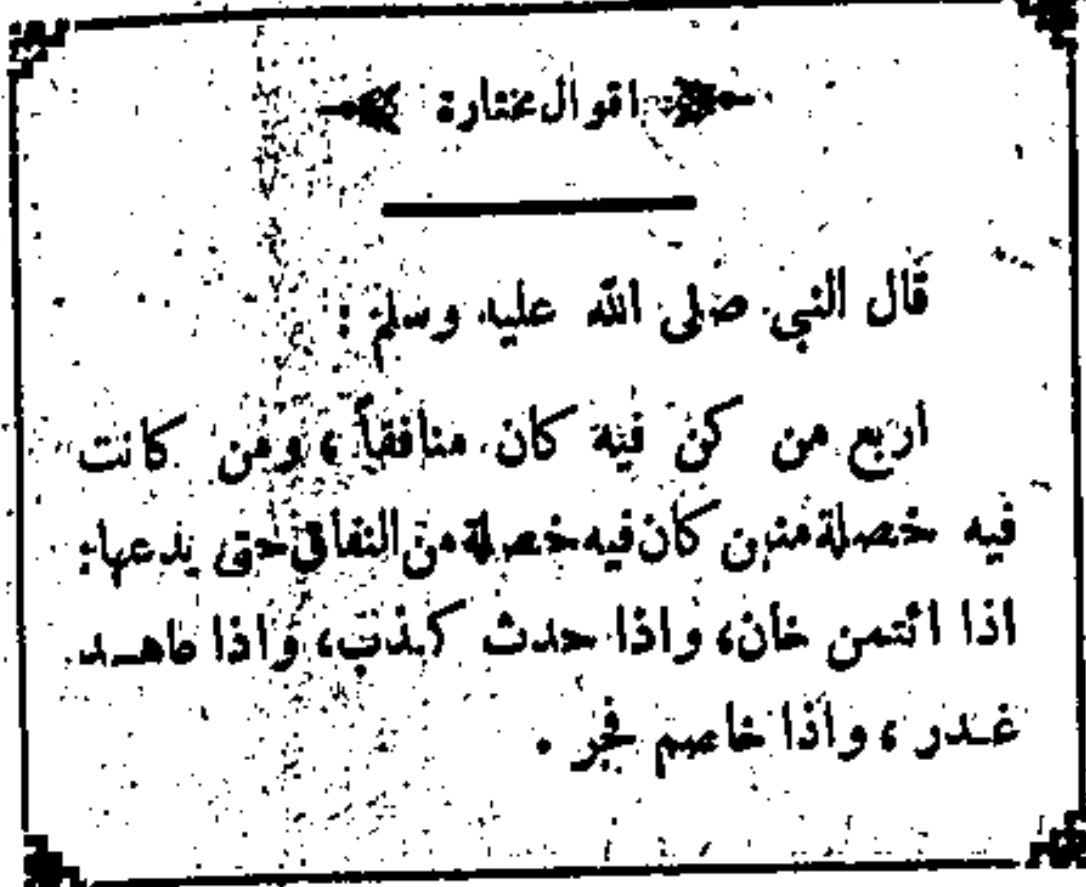 اقوال مختارة
قال النبي صلى الله عليه وسلم :
اربع من كن فيه كان منافقاً ، ومن كانت
فيه خصلة منهن كان فيه خصلة من النفاق حتى يدعها :
اذا ائتمن خان، واذا حدث كذب، واذا عاهد
غدر ، واذا خاصم فجر .